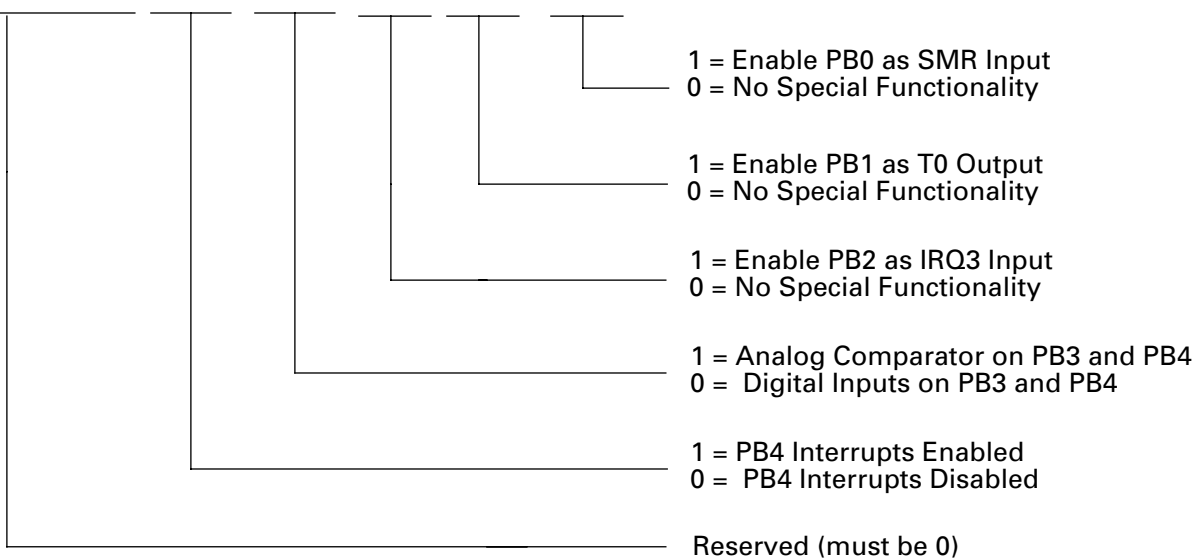 1 = Enable PB0 as SMR Input
0 = No Special Functionality
1 = Enable PB1 as T0 Output
0 = No Special Functionality
1 = Enable PB2 as IRQ3 Input
0 = No Special Functionality
1 = Analog Comparator on PB3 and PB4
0 = Digital Inputs on PB3 and PB4
1 = PB4 Interrupts Enabled
0 = PB4 Interrupts Disabled
Reserved (must be 0)